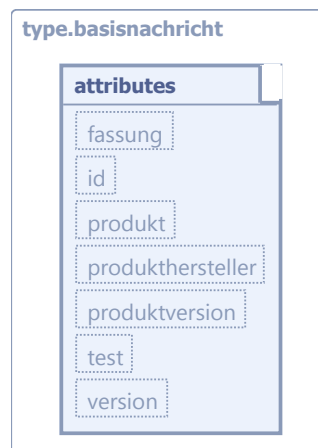 type.basisnachricht
attributes
fassung
id
produkt
produkthersteller
produktversion
test
version